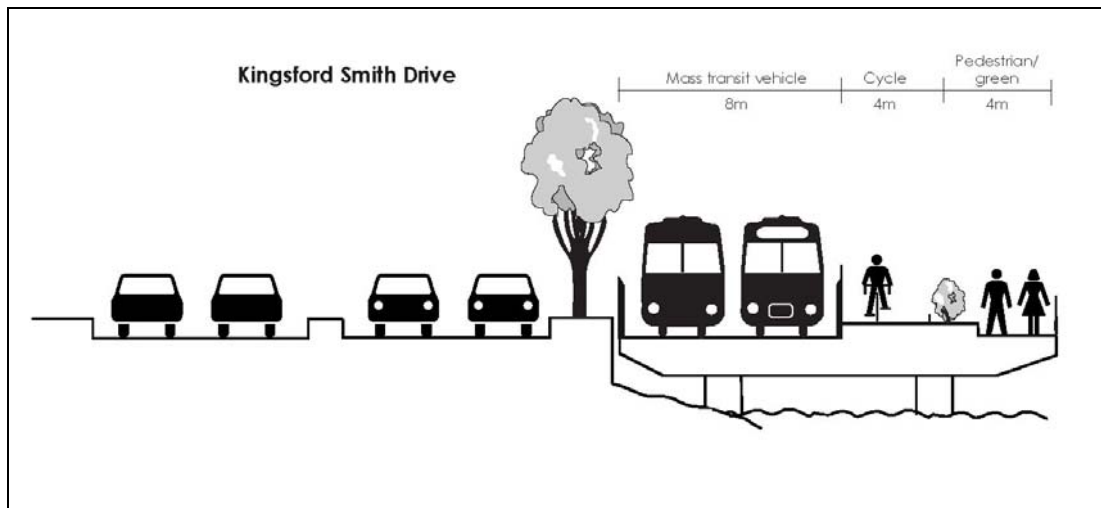 Kingsford Smith Drive
Mass transit vehicle
8m
Cycle
4m
Pedestrian/
green
4m